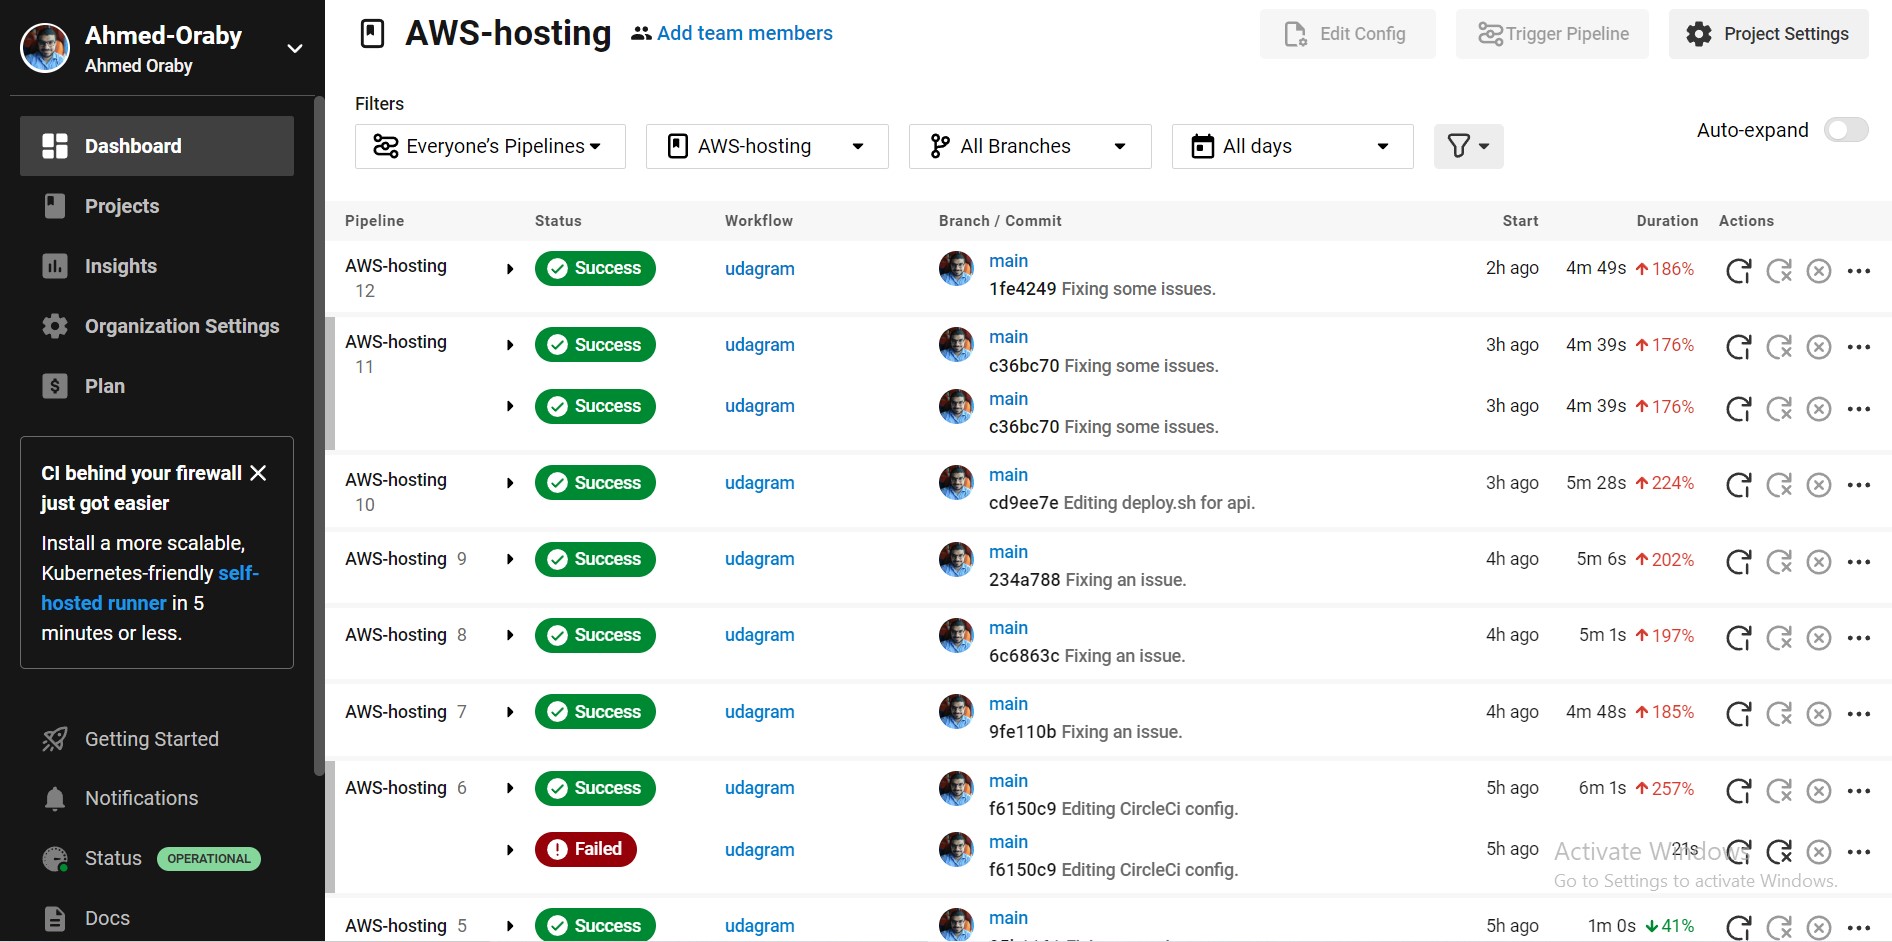 Ahmed-Oraby
Ahmed Oraby
Dashboard
Projects
Insights
Organization Settings
Plan
CI behind your firewall
just got easier
Install a more scalable,
Kubernetes-friendly self-
hosted runner in 5
minutes or less.
Getting Started
Notifications
Status OPERATIONAL
Docs
AWS-hosting Add team members
Edit Config Trigger Pipeline Project Settings
Filters
Everyone’s Pipelines AWS-hosting All Branches All days
Auto-expand
Pipeline Status Workflow Branch / Commit Start Duration Actions
AWS-hosting 12 Success udagram main 2h ago 4m 49s 186%
1fe4249 Fixing some issues.
AWS-hosting 11 Success udagram main 3h ago 4m 39s 176%
c36bc70 Fixing some issues.
Success udagram main 3h ago 4m 39s 176%
c36bc70 Fixing some issues.
AWS-hosting 10 Success udagram main 3h ago 5m 28s 224%
cd9ee7e Editing deploy.sh for api.
AWS-hosting 9 Success udagram main 4h ago 5m 6s 202%
234a788 Fixing an issue.
AWS-hosting 8 Success udagram main 4h ago 5m 1s 197%
6c6863c Fixing an issue.
AWS-hosting 7 Success udagram main 4h ago 4m 48s 185%
9fe110b Fixing an issue.
AWS-hosting 6 Success udagram main 5h ago 6m 1s 257%
f6150c9 Editing CircleCi config.
Failed udagram main 5h ago 21s
f6150c9 Editing CircleCi config.
Activate Windows
Go to Settings to activate Windows.
AWS-hosting 5 Success udagram main 5h ago 1m 0s 41%